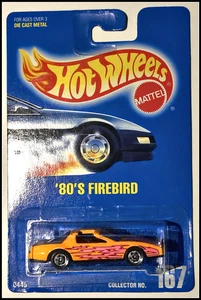 FOR AGES OVER 3
DIE CAST METAL
Hot Wheels
MATTEL
'80'S FIREBIRD
COLLECTOR NO.
167